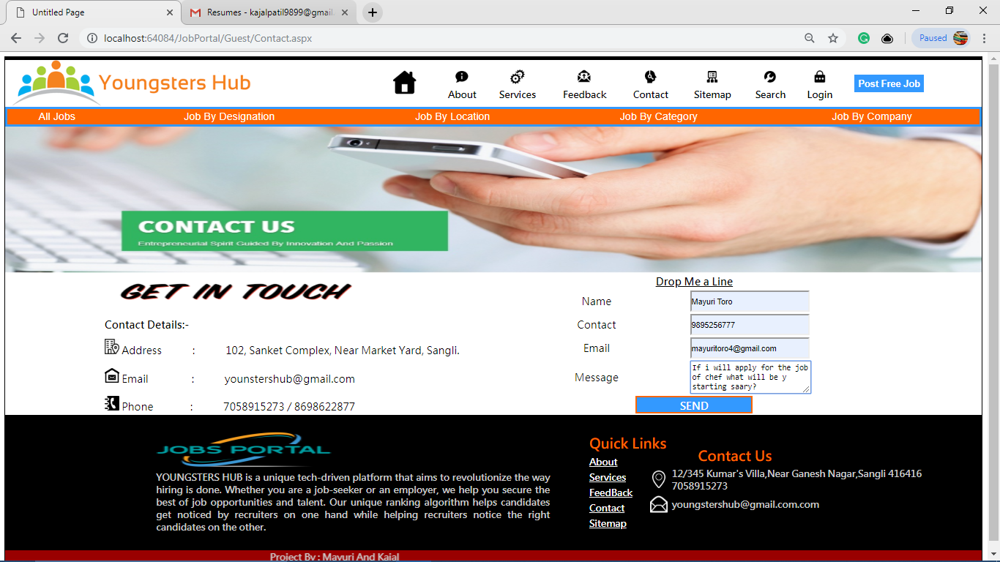 Untitled Page
Resumes - kajalpatil9899@gmail.
localhost:64084/JobPortal/Guest/Contact.aspx
Paused
Youngsters Hub
About
Services
Feedback
Contact
Sitemap
Search
Login
Post Free Job
All Jobs
Job By Designation
Job By Location
Job By Category
Job By Company
CONTACT US
Entrepreneurial Spirit Guided By Innovation And Passion
GET IN TOUCH
Contact Details:-
Address : 102, Sanket Complex, Near Market Yard, Sangli.
Email : younstershub@gmail.com
Phone : 7058915273 / 8698622877
Drop Me a Line
Name Mayuri Toro
Contact 9895256777
Email mayuritoro4@gmail.com
Message
If i will apply for the job
of chef what will be y
starting saary?
SEND
JOBS PORTAL
YOUNGSTERS HUB is a unique tech-driven platform that aims to revolutionize the way
hiring is done. Whether you are a job-seeker or an employer, we help you secure the
best of job opportunities and talent. Our unique ranking algorithm helps candidates
get noticed by recruiters on one hand while helping recruiters notice the right
candidates on the other.
Quick Links
About
Services
FeedBack
Contact
Sitemap
Contact Us
12/345 Kumar's Villa,Near Ganesh Nagar,Sangli 416416
7058915273
youngstershub@gmail.com.com
Project By : Mayuri And Kajal